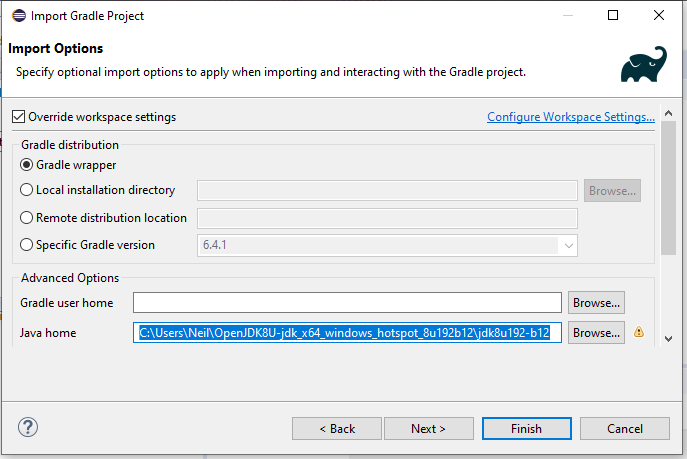 Import Gradle Project
Import Options
Specify optional import options to apply when importing and interacting with the Gradle project.
Override workspace settings
Configure Workspace Settings...
Gradle distribution
Gradle wrapper
Local installation directory
Browse...
Remote distribution location
Specific Gradle version
6.4.1
Advanced Options
Gradle user home
Browse...
Java home
C:\Users\Neil\OpenJDK8U-jdk_x64_windows_hotspot_8u192b12\jdk8u192-b12
Browse...
?
< Back
Next >
Finish
Cancel